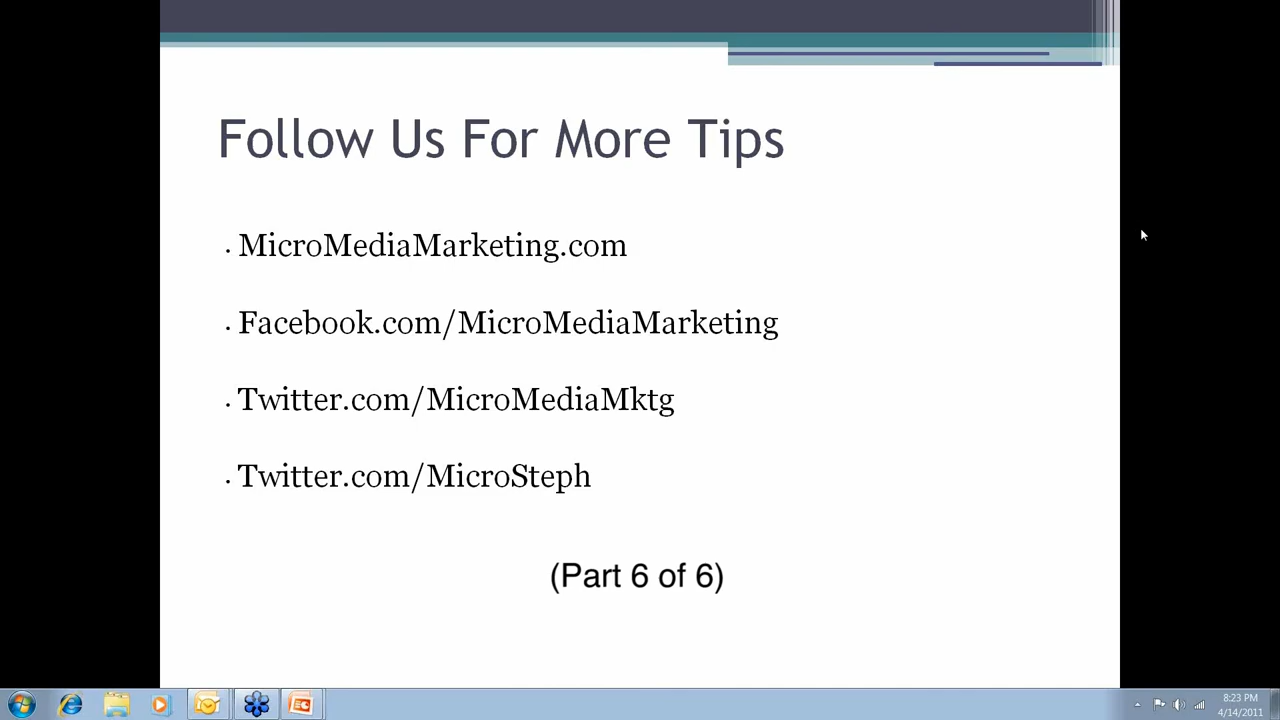 Follow Us For More Tips
· MicroMediaMarketing.com
· Facebook.com/MicroMediaMarketing
· Twitter.com/MicroMediaMktg
· Twitter.com/MicroSteph
(Part 6 of 6)
8:23 PM
4/14/2011